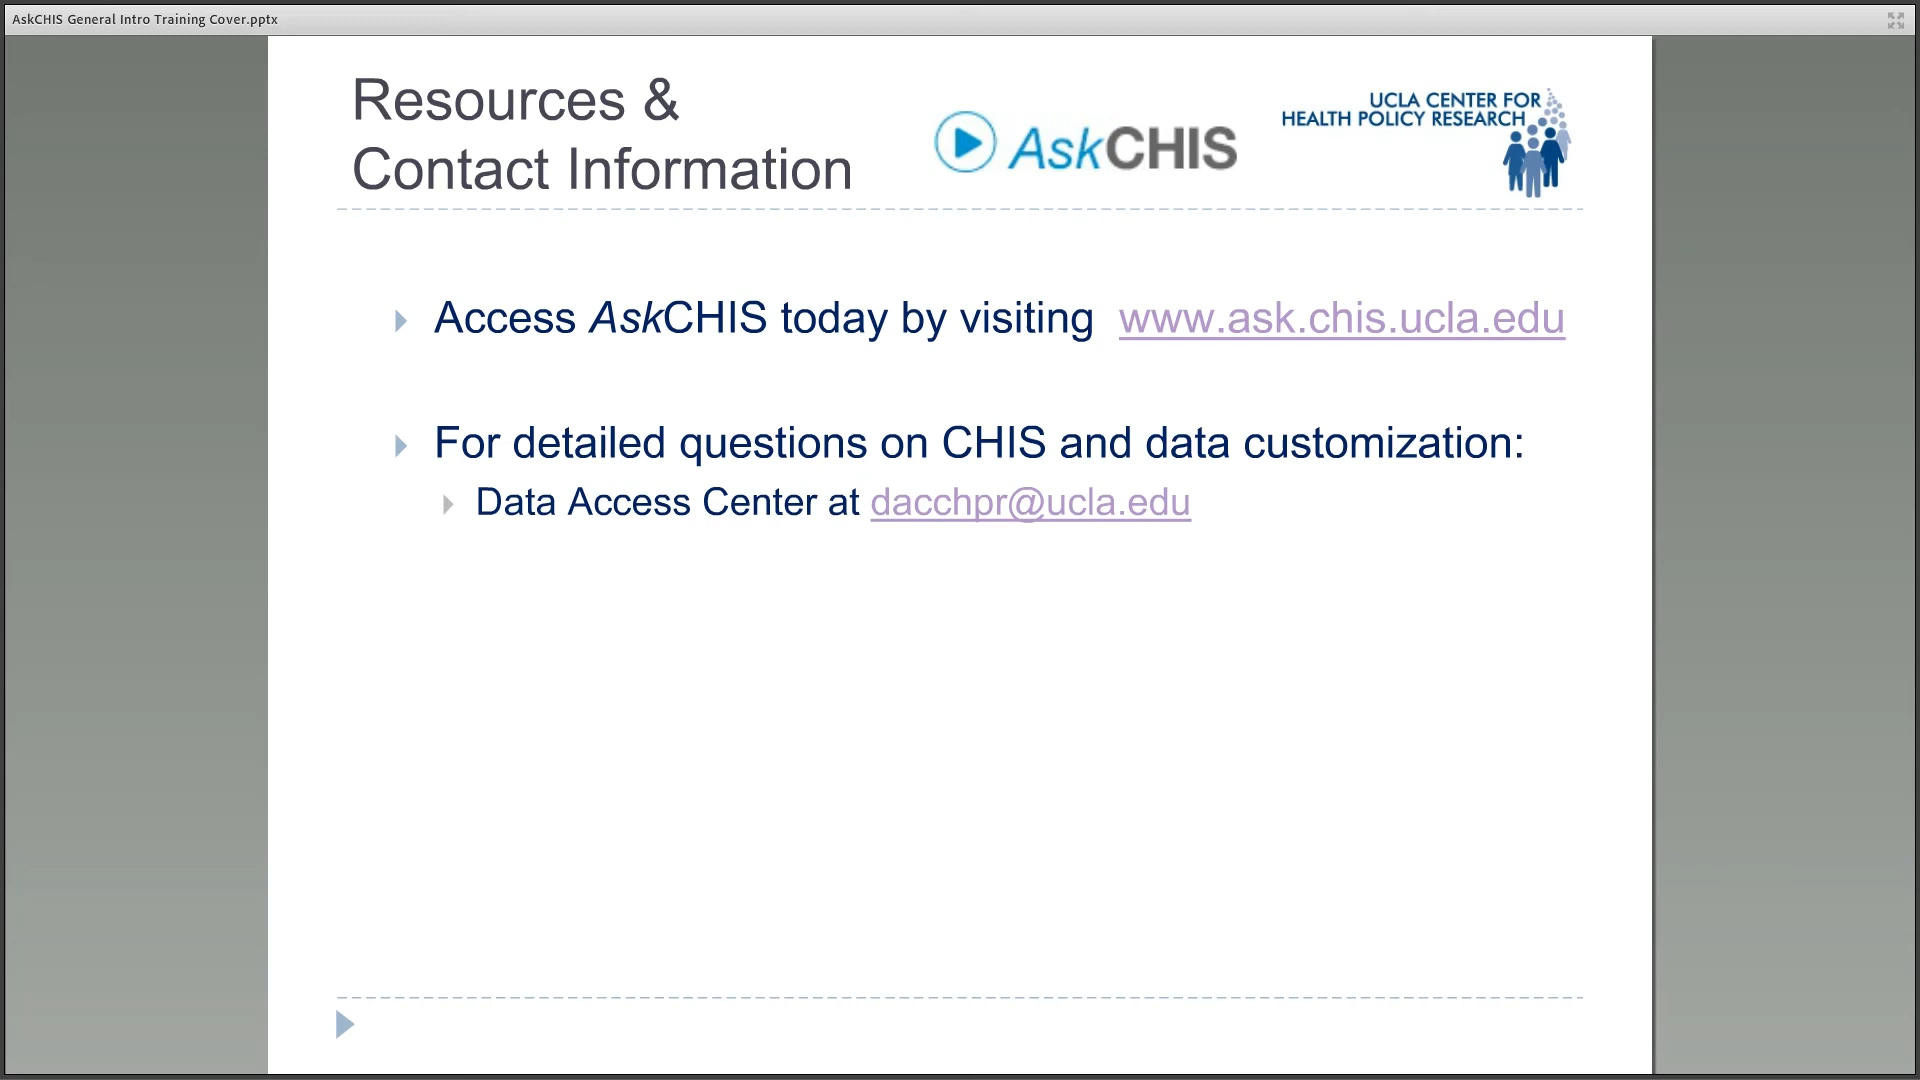 AskCHIS General Intro Training Cover.pptx
Resources &
Contact Information
AskCHIS
UCLA CENTER FOR
HEALTH POLICY RESEARCH
Access AskCHIS today by visiting www.ask.chis.ucla.edu
For detailed questions on CHIS and data customization:
Data Access Center at dacchpr@ucla.edu